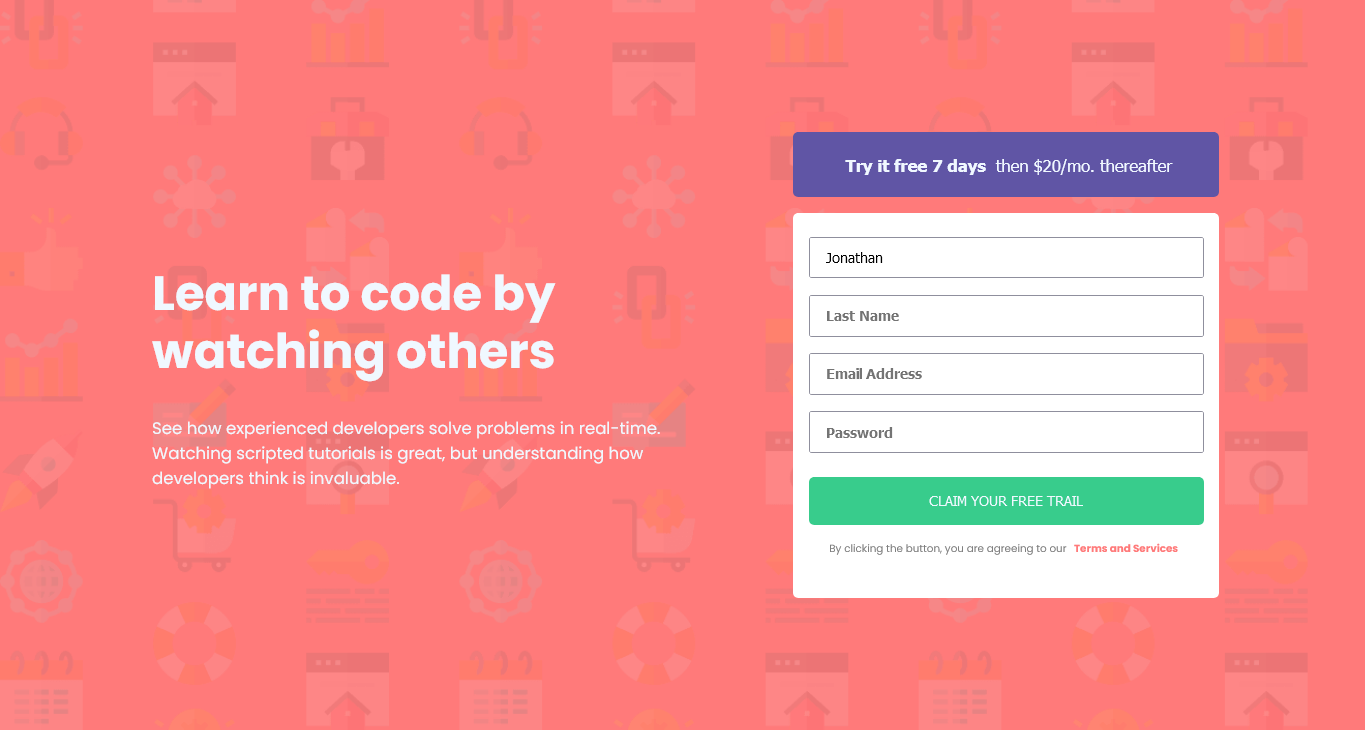 Learn to code by
watching others
See how experienced developers solve problems in real-time.
Watching scripted tutorials is great, but understanding how
developers think is invaluable.
Try it free 7 days then $20/mo. thereafter
Jonathan
Last Name
Email Address
Password
CLAIM YOUR FREE TRAIL
By clicking the button, you are agreeing to our Terms and Services